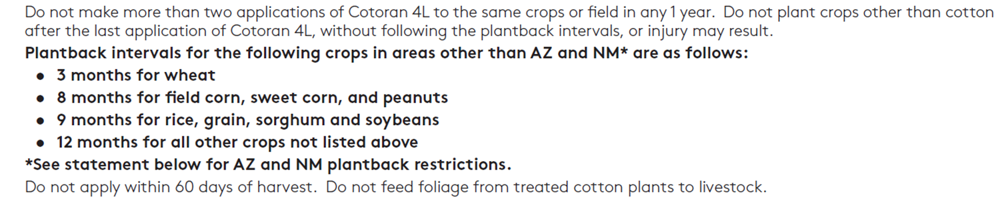 Do not make more than two applications of Cotoran 4L to the same crops or field in any 1 year.  Do not plant crops other than cotton
after the last application of Cotoran 4L, without following the plantback intervals, or injury may result.
Plantback intervals for the following crops in areas other than AZ and NM* are as follows:
• 3 months for wheat
• 8 months for field corn, sweet corn, and peanuts
• 9 months for rice, grain, sorghum and soybeans
• 12 months for all other crops not listed above
*See statement below for AZ and NM plantback restrictions.
Do not apply within 60 days of harvest.  Do not feed foliage from treated cotton plants to livestock.